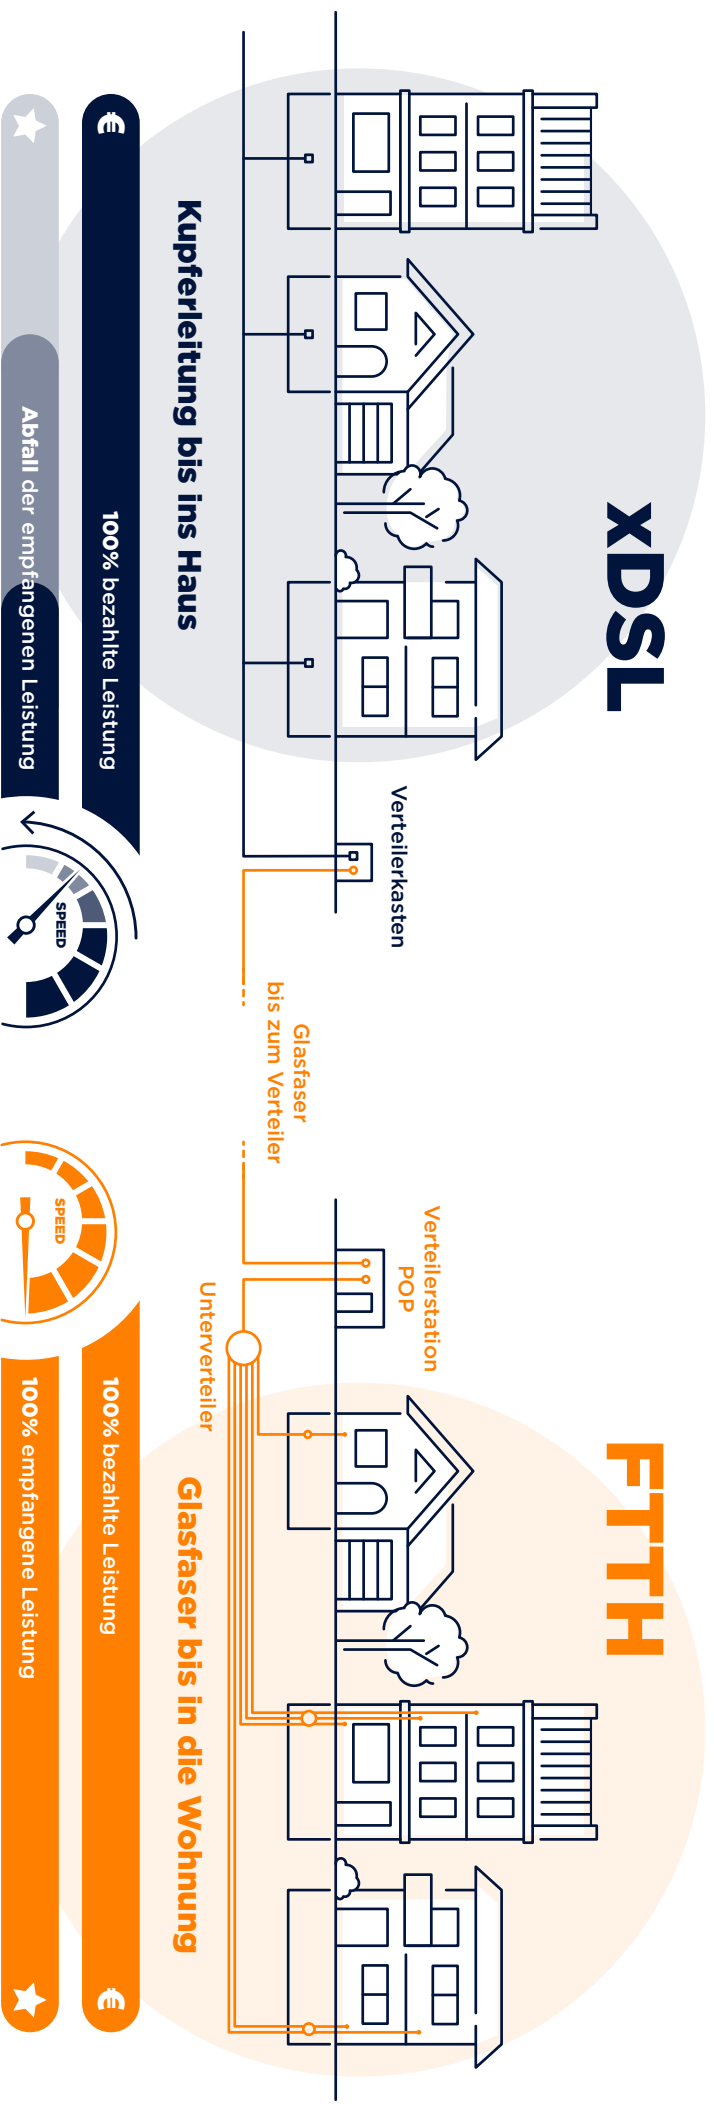 xDSL
Verteilerkasten
Kupferleitung bis ins Haus
100% bezahlte Leistung
Abfall der empfangenen Leistung
SPEED
Glasfaser
bis zum Verteiler
FTTH
Verteilerstation
POP
Unterverteiler
Glasfaser bis in die Wohnung
SPEED
100% bezahlte Leistung
100% empfangene Leistung